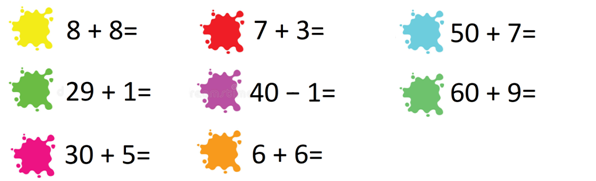 8 + 8= 7 + 3= 50 + 7=
29 + 1= 40 − 1= 60 + 9=
30 + 5= 6 + 6=